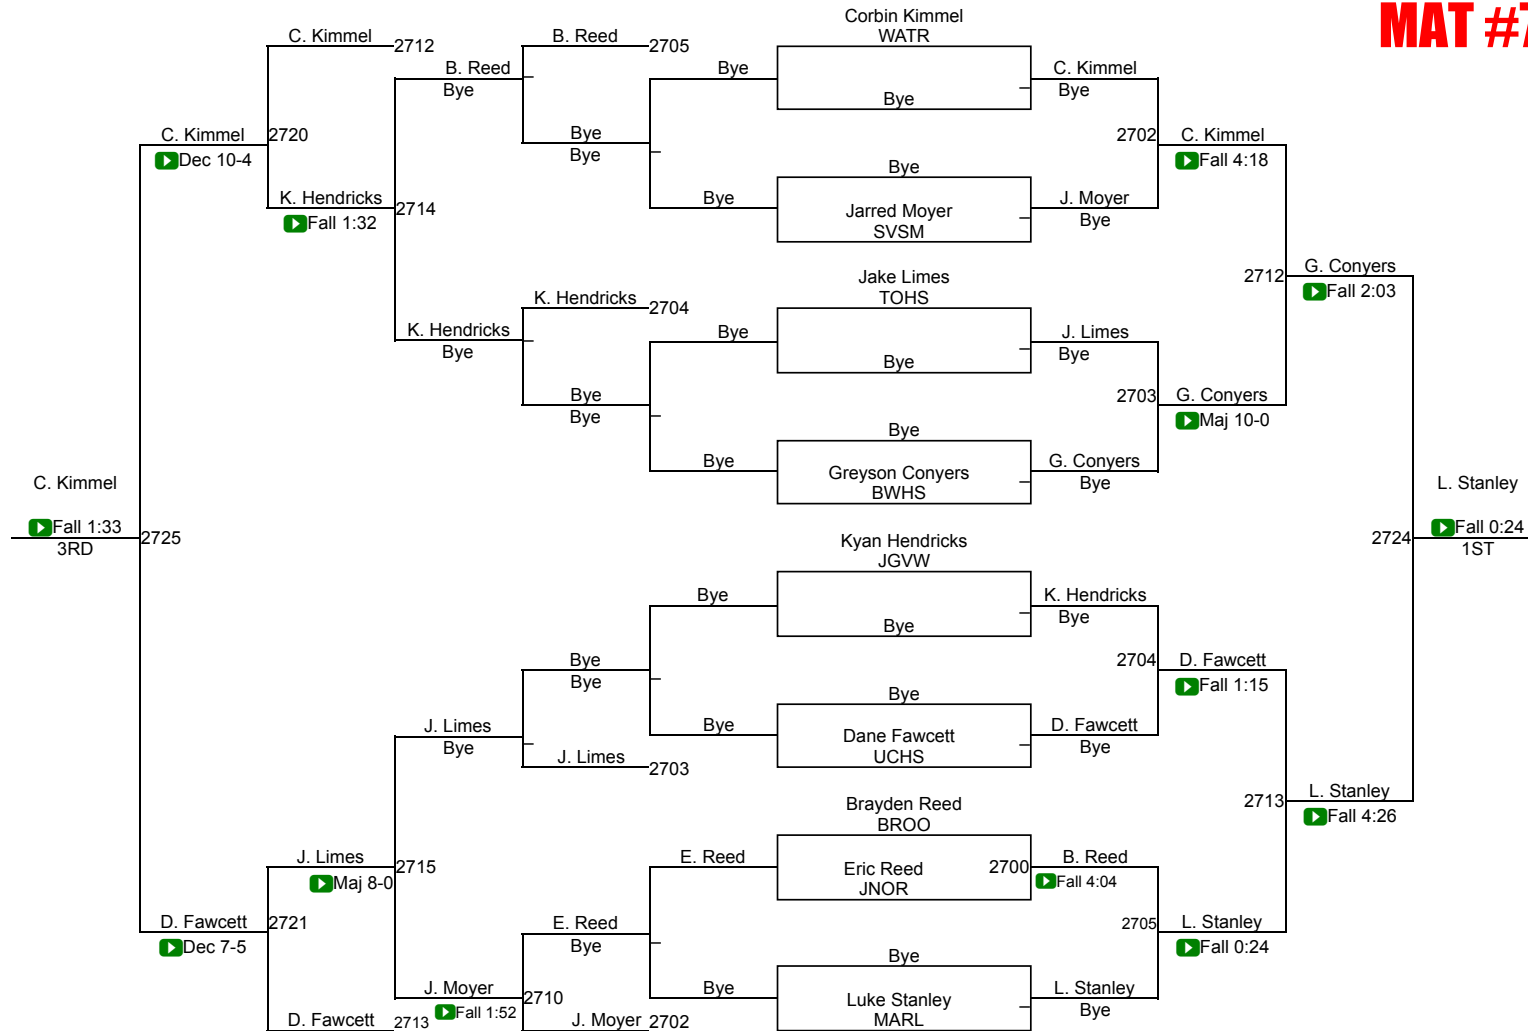 MAT #7
Corbin Kimmel
WATR
C. Kimmel
2712
B. Reed
2705
B. Reed
Bye
Bye
Bye
C. Kimmel
Bye
C. Kimmel
2720
Dec 10-4
Bye
Bye
2702
C. Kimmel
Fall 4:18
K. Hendricks
2714
Fall 1:32
Bye
Bye
Jarred Moyer
SVSM
J. Moyer
Bye
Jake Limes
TOHS
2712
G. Conyers
Fall 2:03
K. Hendricks
2704
K. Hendricks
Bye
Bye
Bye
J. Limes
Bye
Bye
Bye
2703
G. Conyers
Maj 10-0
Bye
Bye
Greyson Conyers
BWHS
G. Conyers
Bye
C. Kimmel
Fall 1:33
3RD
2725
L. Stanley
2724
Fall 0:24
1ST
Kyan Hendricks
JGVW
Bye
Bye
K. Hendricks
Bye
Bye
Bye
2704
D. Fawcett
Fall 1:15
Bye
Bye
Dane Fawcett
UCHS
D. Fawcett
Bye
J. Limes
Bye
J. Limes
2703
Brayden Reed
BROO
2713
L. Stanley
Fall 4:26
J. Limes
2715
Maj 8-0
E. Reed
Eric Reed
JNOR
2700
B. Reed
Fall 4:04
D. Fawcett
2721
Dec 7-5
E. Reed
Bye
2705
L. Stanley
Fall 0:24
Bye
Bye
Luke Stanley
MARL
L. Stanley
Bye
J. Moyer
2710
Fall 1:52
D. Fawcett
2713
J. Moyer
2702